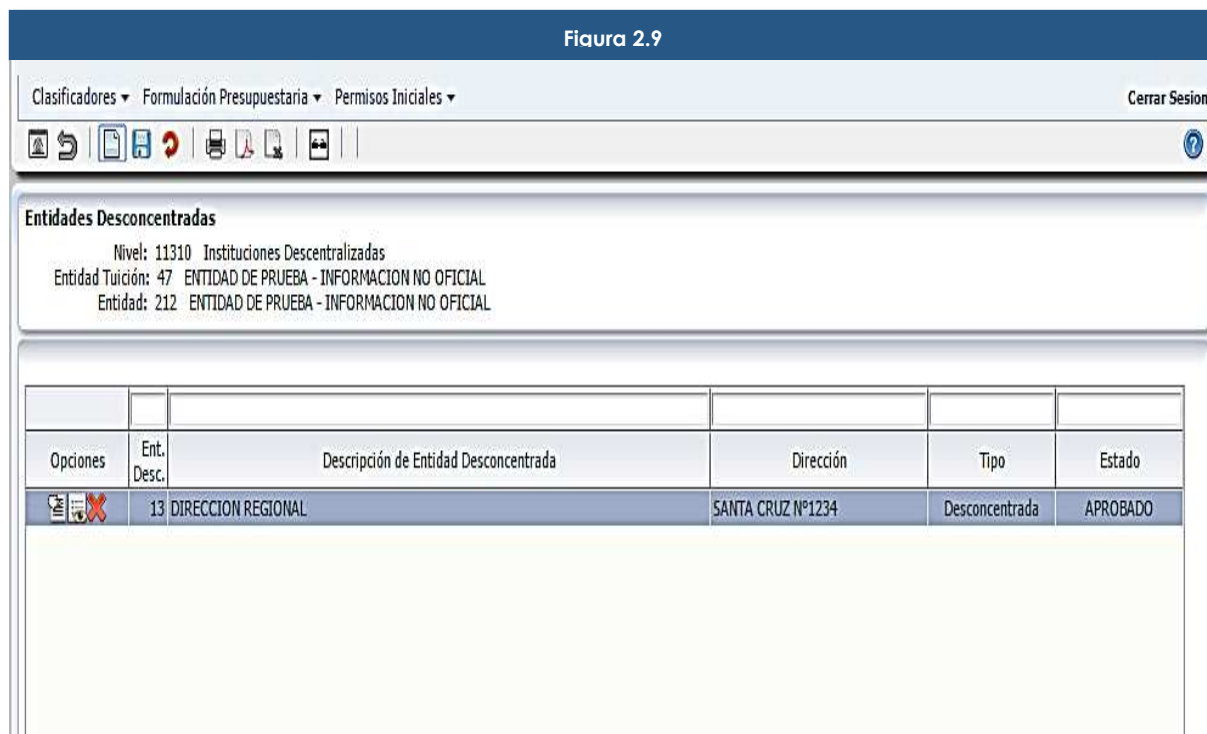 Figura 2.9
Clasificadores Formulación Presupuestaria Permisos Iniciales Cerrar Sesion
Entidades Desconcentradas
Nivel: 11310 Instituciones Descentralizadas
Entidad Tuición: 47 ENTIDAD DE PRUEBA - INFORMACION NO OFICIAL
Entidad: 212 ENTIDAD DE PRUEBA - INFORMACION NO OFICIAL
Opciones Ent. Desc. Descripción de Entidad Desconcentrada Dirección Tipo Estado
13 DIRECCION REGIONAL SANTA CRUZ Nº1234 Desconcentrada APROBADO